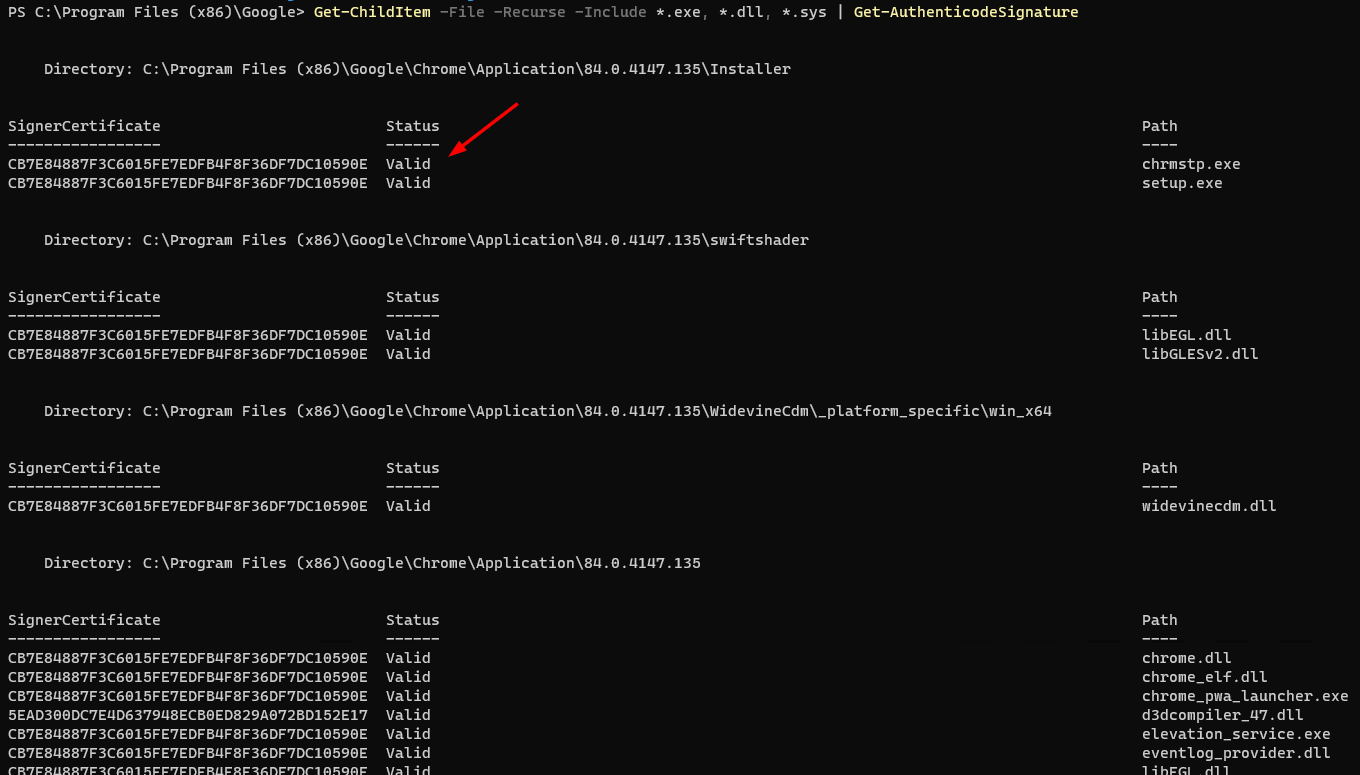 PS C:\Program Files (x86)\Google> Get-ChildItem -File -Recurse -Include *.exe, *.dll, *.sys | Get-AuthenticodeSignature
Directory: C:\Program Files (x86)\Google\Chrome\Application\84.0.4147.135\Installer
SignerCertificate Status Path
----------------- ------ ----
CB7E84887F3C6015FE7EDFB4F8F36DF7DC10590E Valid chrmstp.exe
CB7E84887F3C6015FE7EDFB4F8F36DF7DC10590E Valid setup.exe
Directory: C:\Program Files (x86)\Google\Chrome\Application\84.0.4147.135\swiftshader
SignerCertificate Status Path
----------------- ------ ----
CB7E84887F3C6015FE7EDFB4F8F36DF7DC10590E Valid libEGL.dll
CB7E84887F3C6015FE7EDFB4F8F36DF7DC10590E Valid libGLESv2.dll
Directory: C:\Program Files (x86)\Google\Chrome\Application\84.0.4147.135\WidevineCdm\_platform_specific\win_x64
SignerCertificate Status Path
----------------- ------ ----
CB7E84887F3C6015FE7EDFB4F8F36DF7DC10590E Valid widevinecdm.dll
Directory: C:\Program Files (x86)\Google\Chrome\Application\84.0.4147.135
SignerCertificate Status Path
----------------- ------ ----
CB7E84887F3C6015FE7EDFB4F8F36DF7DC10590E Valid chrome.dll
CB7E84887F3C6015FE7EDFB4F8F36DF7DC10590E Valid chrome_elf.dll
CB7E84887F3C6015FE7EDFB4F8F36DF7DC10590E Valid chrome_pwa_launcher.exe
5EAD300DC7E4D637948ECB0ED829A072BD152E17 Valid d3dcompiler_47.dll
CB7E84887F3C6015FE7EDFB4F8F36DF7DC10590E Valid elevation_service.exe
CB7E84887F3C6015FE7EDFB4F8F36DF7DC10590E Valid eventlog_provider.dll
CB7E84887F3C6015FE7EDFB4F8F36DF7DC10590E Valid libEGL.dll